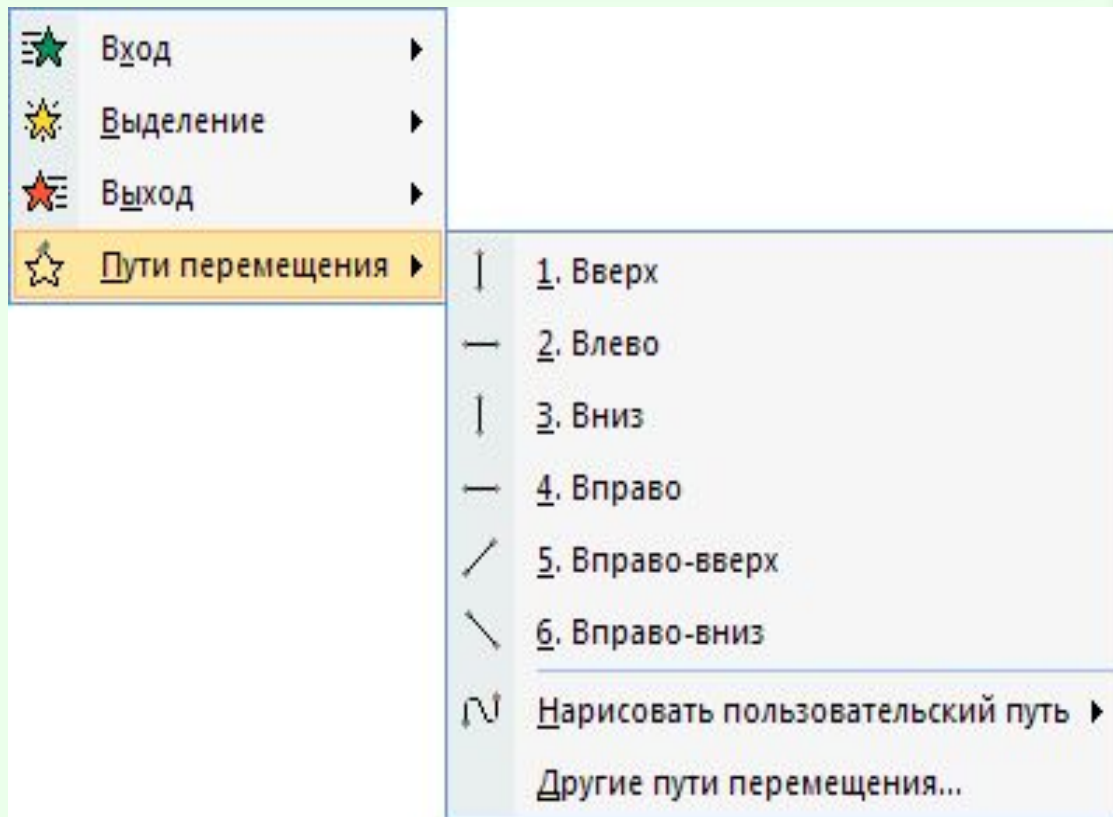 Вход
Выделение
Выход
Пути перемещения
1. Вверх
2. Влево
3. Вниз
4. Вправо
5. Вправо-вверх
6. Вправо-вниз
Нарисовать пользовательский путь
Другие пути перемещения...